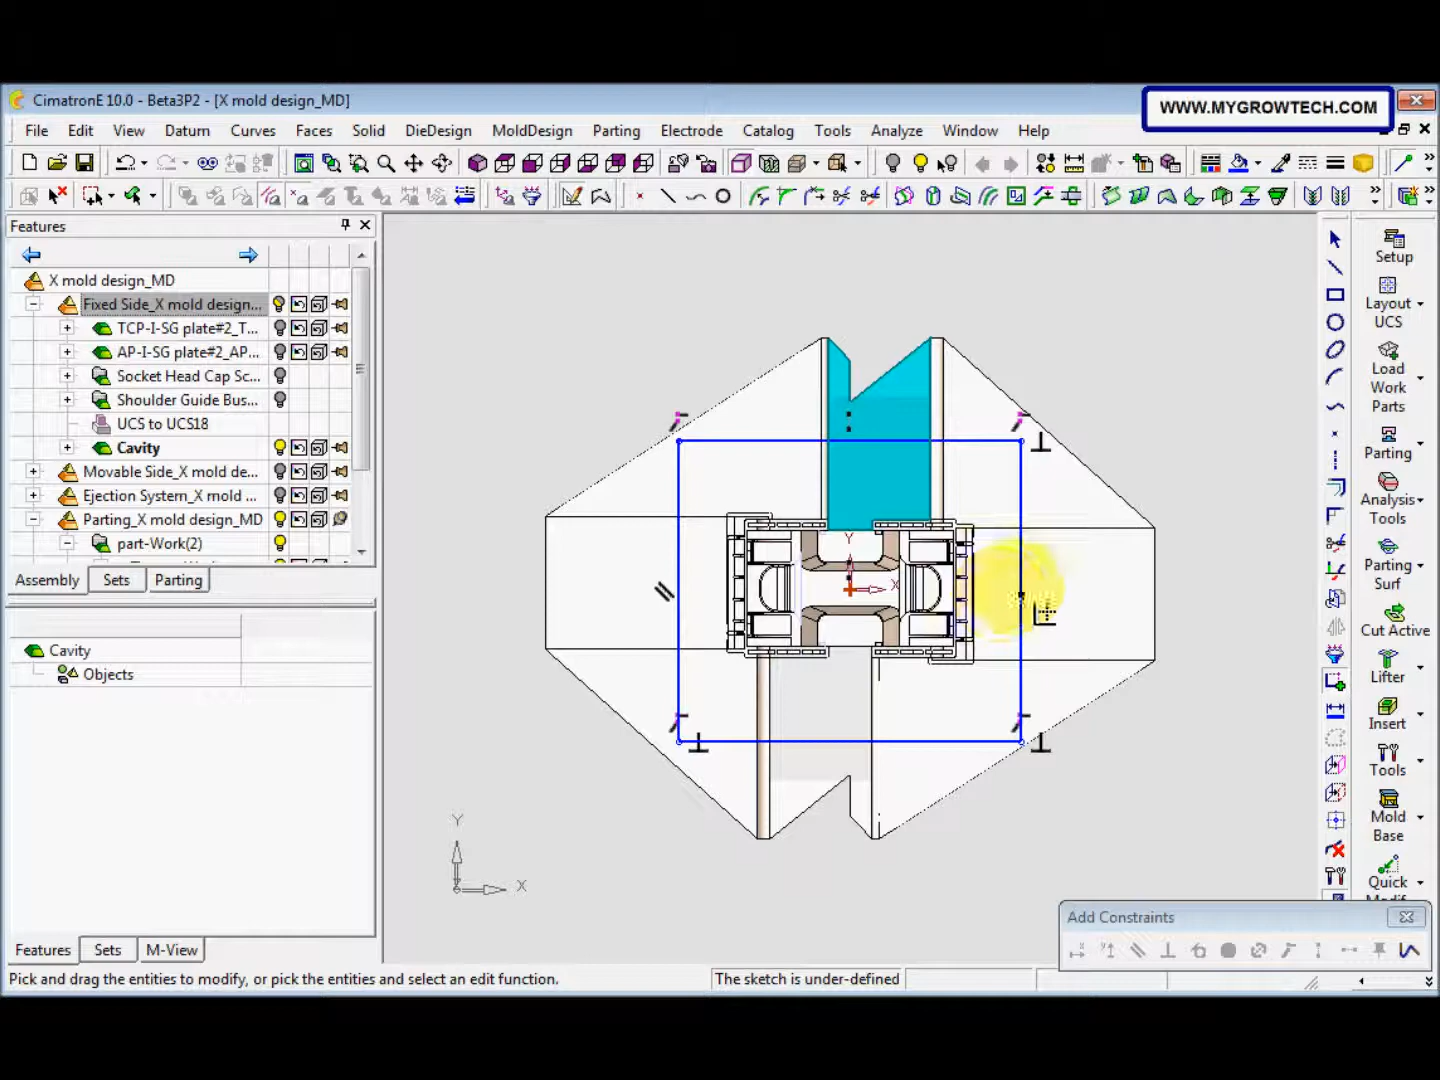 CimatronE 10.0 - Beta3P2 - [X mold design_MD]
WWW.MYGROWTECH.COM
File Edit View Datum Curves Faces Solid DieDesign MoldDesign Parting Electrode Catalog Tools Analyze Window Help
Features
X mold design_MD
Fixed Side_X mold design...
TCP-I-SG plate#2_T...
AP-I-SG plate#2_AP...
Socket Head Cap Sc...
Shoulder Guide Bus...
UCS to UCS18
Cavity
Movable Side_X mold de...
Ejection System_X mold ...
Parting_X mold design_MD
part-Work(2)
Assembly Sets Parting
Cavity
Objects
Features Sets M-View
Y
X
Y
X
Setup
Layout
UCS
Load
Work
Parts
Parting
Analysis
Tools
Parting
Surf
Cut Active
Lifter
Insert
Tools
Mold
Base
Quick
Add Constraints
Pick and drag the entities to modify, or pick the entities and select an edit function.
The sketch is under-defined